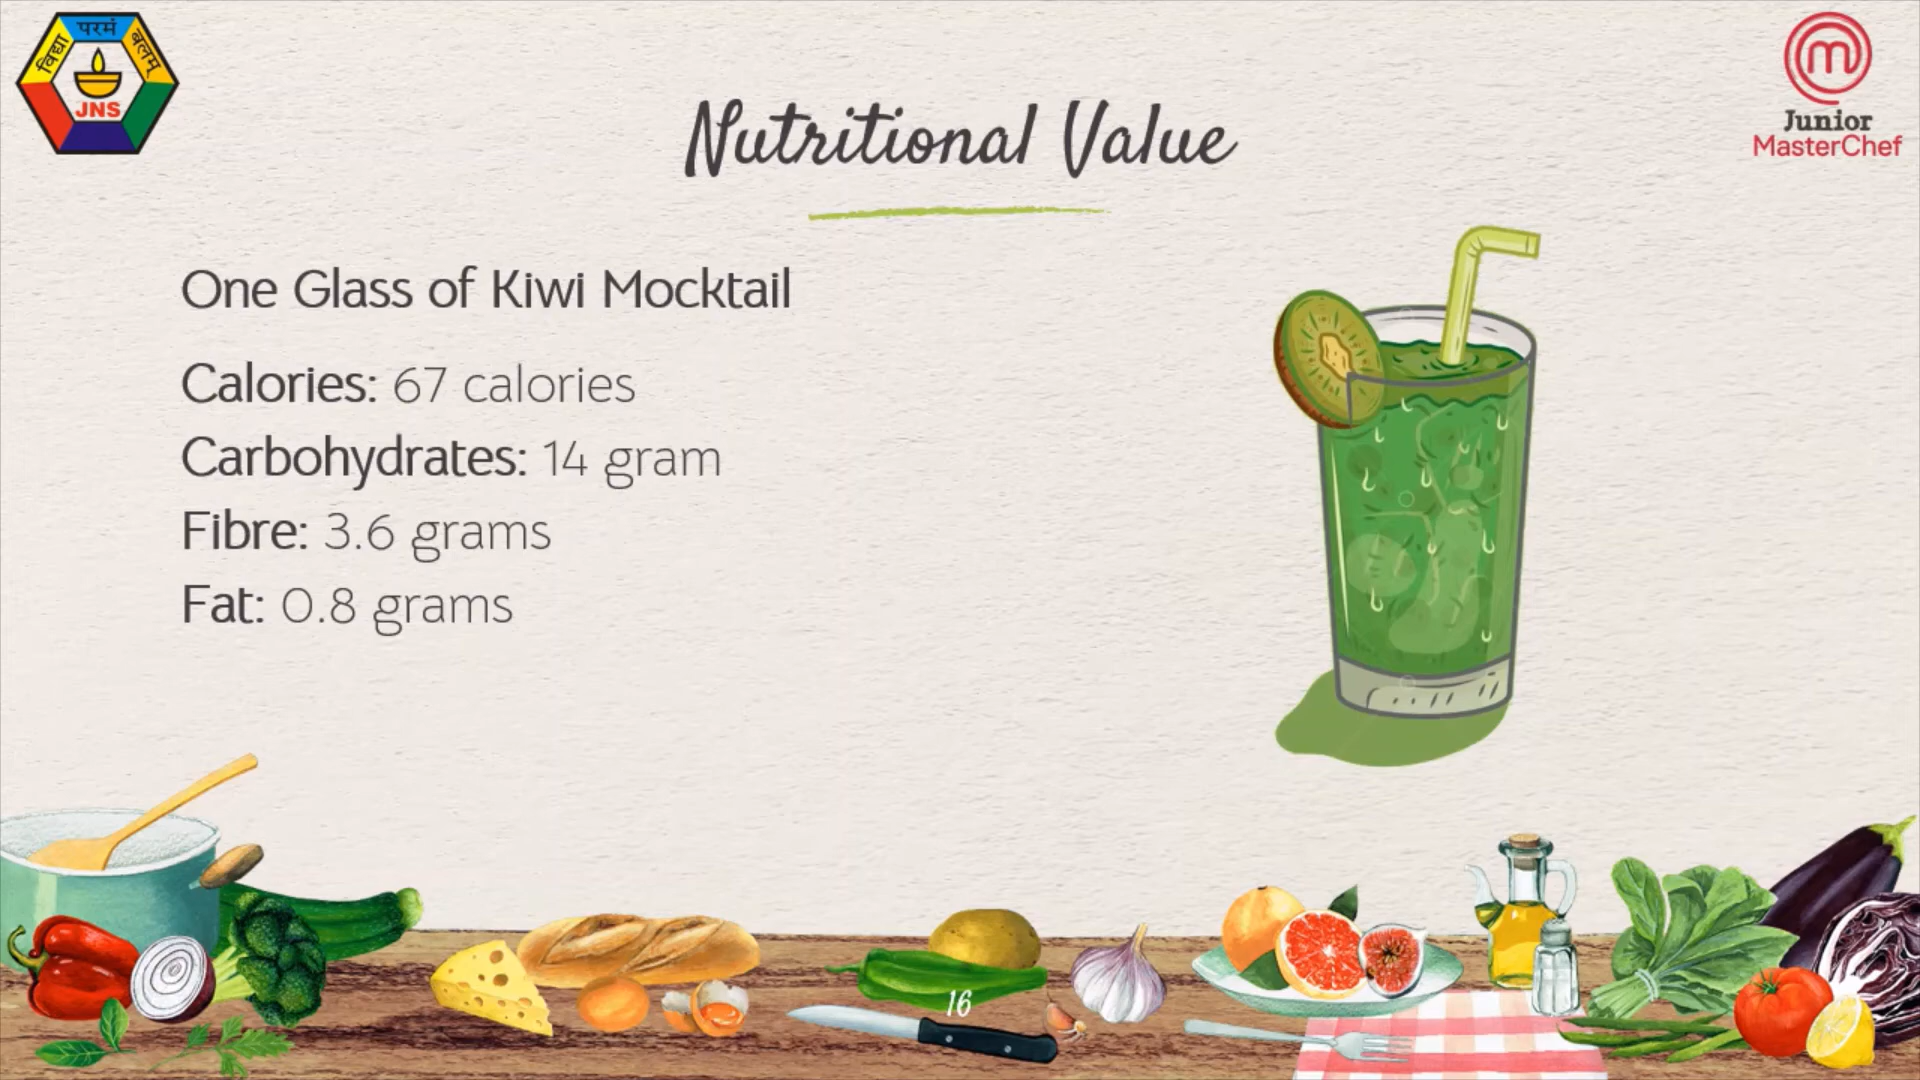 विद्या परमं बलम्
JNS
Junior
MasterChef
Nutritional Value
One Glass of Kiwi Mocktail
Calories: 67 calories
Carbohydrates: 14 gram
Fibre: 3.6 grams
Fat: 0.8 grams
16